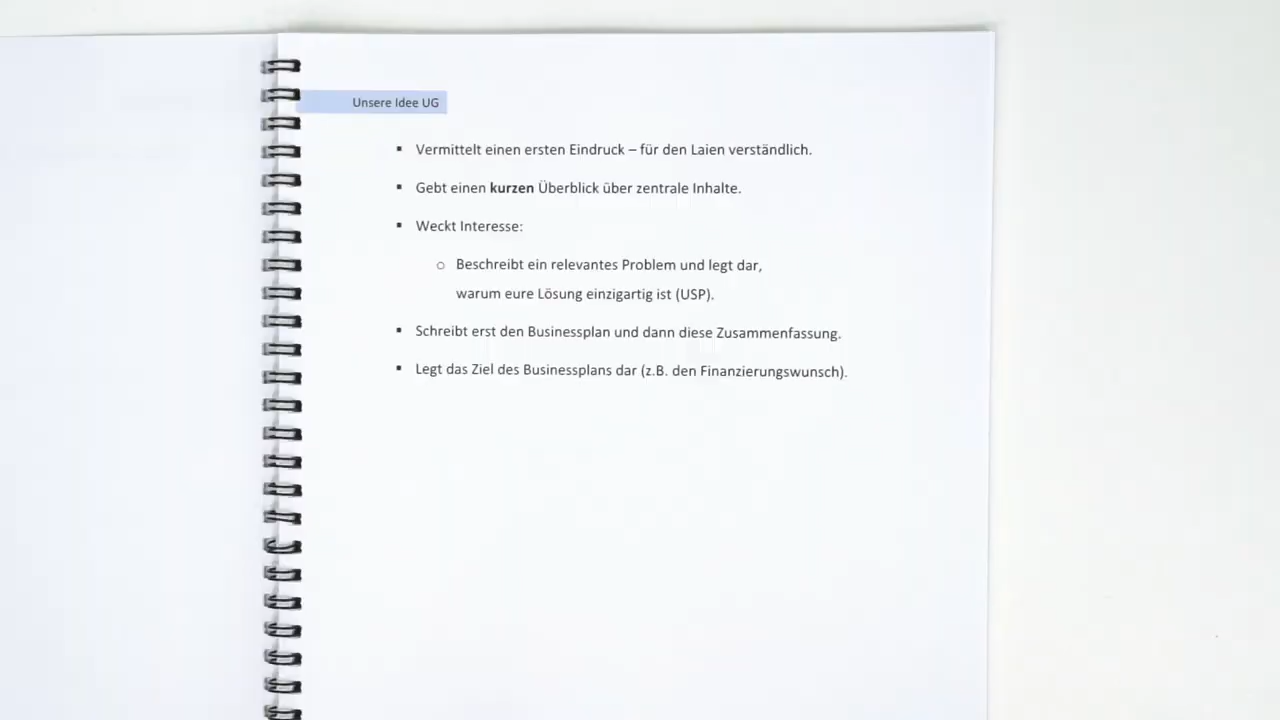 Unsere Idee UG
▪ Vermittelt einen ersten Eindruck – für den Laien verständlich.
▪ Gebt einen kurzen Überblick über zentrale Inhalte.
▪ Weckt Interesse:
○ Beschreibt ein relevantes Problem und legt dar,
warum eure Lösung einzigartig ist (USP).
▪ Schreibt erst den Businessplan und dann diese Zusammenfassung.
▪ Legt das Ziel des Businessplans dar (z.B. den Finanzierungswunsch).